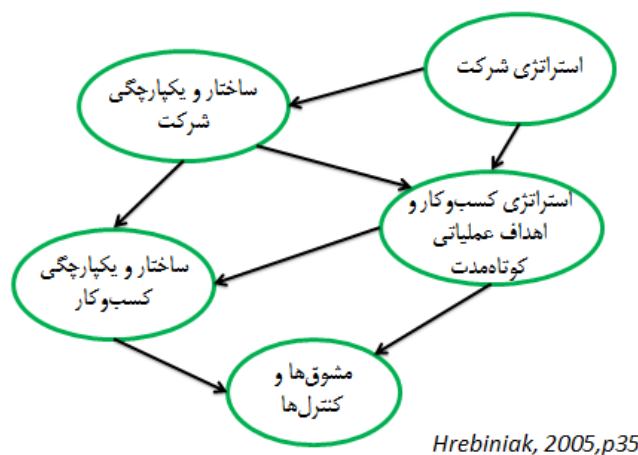 استراتژی شرکت
ساختار و یکپارچگی
شرکت
استراتژی کسب‌وکار و
اهداف عملیاتی
کوتاه‌مدت
ساختار و یکپارچگی
کسب‌وکار
مشوق‌ها و
کنترل‌ها
Hrebiniak, 2005,p35